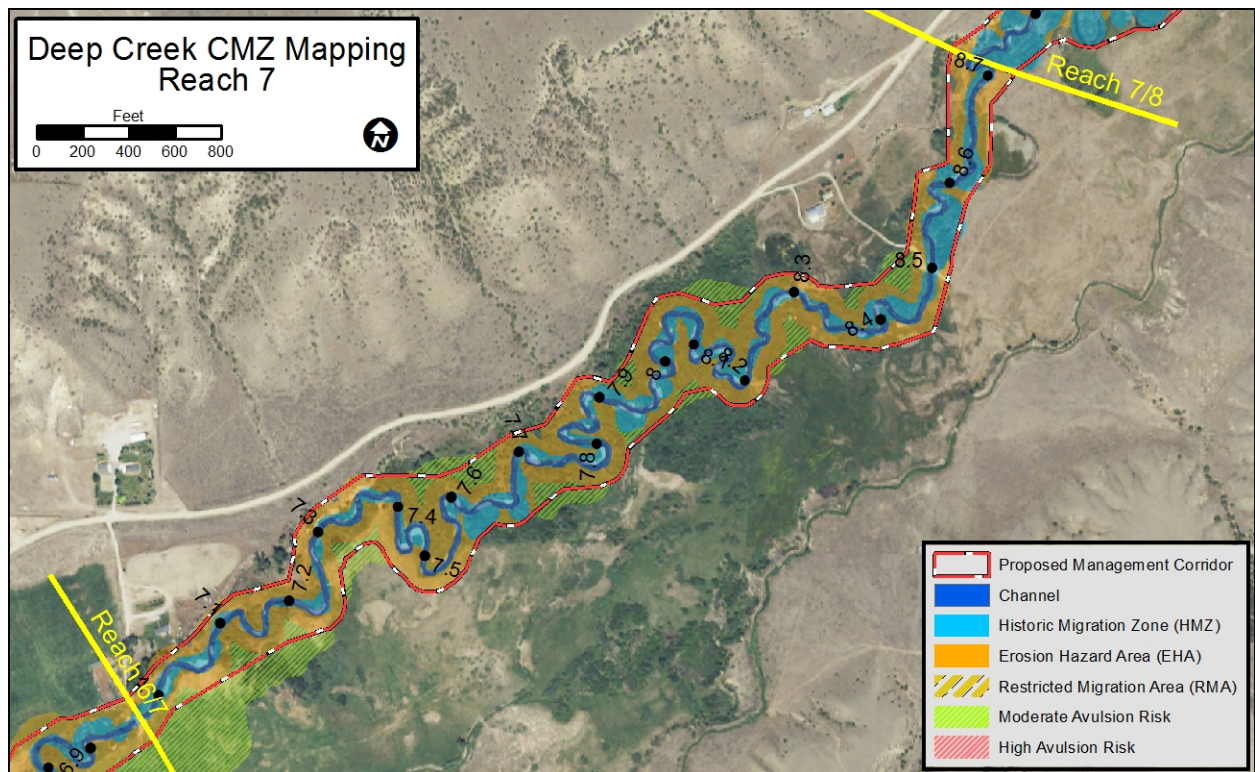 Deep Creek CMZ Mapping
Reach 7
Feet
0 200 400 600 800
N
Reach 7/8
8.7
8.6
8.5
8.4
8.3
8.2
8
7.9
7.8
7.7
7.6
7.5
7.4
7.3
7.2
7.1
Reach 6/7
6.9
Proposed Management Corridor
Channel
Historic Migration Zone (HMZ)
Erosion Hazard Area (EHA)
Restricted Migration Area (RMA)
Moderate Avulsion Risk
High Avulsion Risk